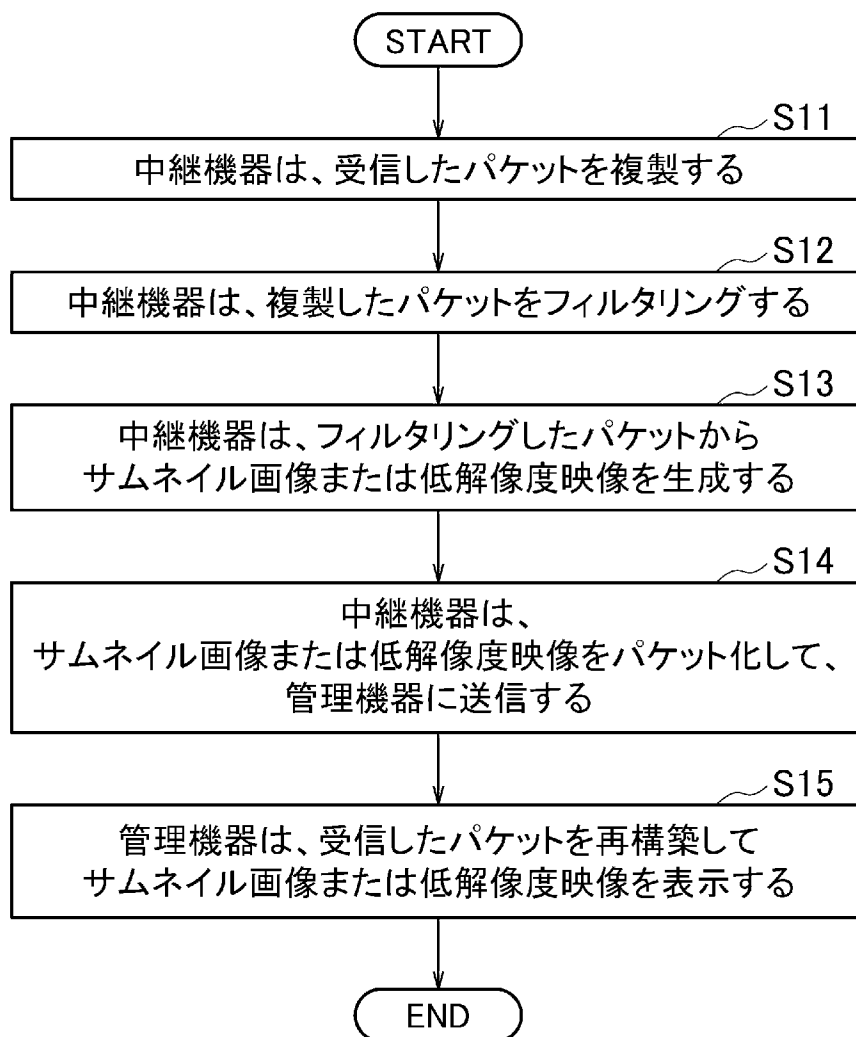 START
S11
中継機器は、受信したパケットを複製する
S12
中継機器は、複製したパケットをフィルタリングする
S13
中継機器は、フィルタリングしたパケットから
サムネイル画像または低解像度映像を生成する
S14
中継機器は、
サムネイル画像または低解像度映像をパケット化して、
管理機器に送信する
S15
管理機器は、受信したパケットを再構築して
サムネイル画像または低解像度映像を表示する
END